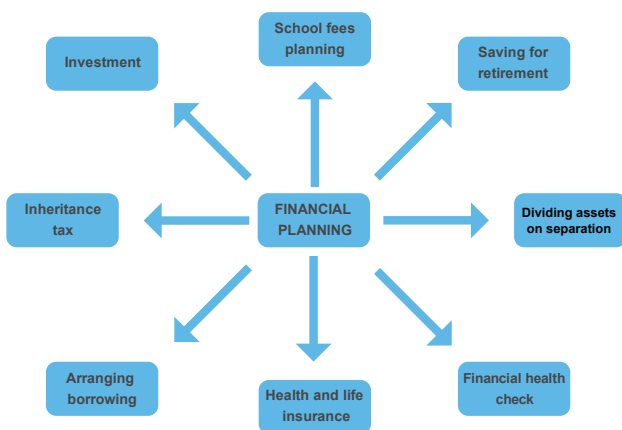 School fees
planning
Investment
Saving for
retirement
Inheritance
tax
FINANCIAL
PLANNING
Dividing assets
on separation
Arranging
borrowing
Health and life
insurance
Financial health
check